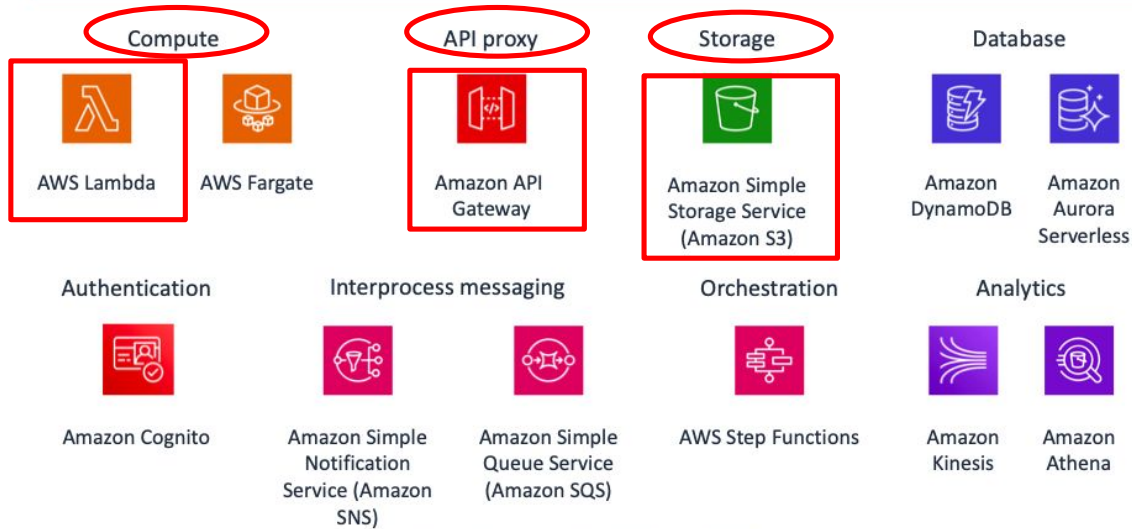 Compute
API proxy
Storage
Database
AWS Lambda
AWS Fargate
Amazon API
Gateway
Amazon Simple
Storage Service
(Amazon S3)
Amazon
DynamoDB
Amazon
Aurora
Serverless
Authentication
Interprocess messaging
Orchestration
Analytics
Amazon Cognito
Amazon Simple
Notification
Service (Amazon
SNS)
Amazon Simple
Queue Service
(Amazon SQS)
AWS Step Functions
Amazon
Kinesis
Amazon
Athena